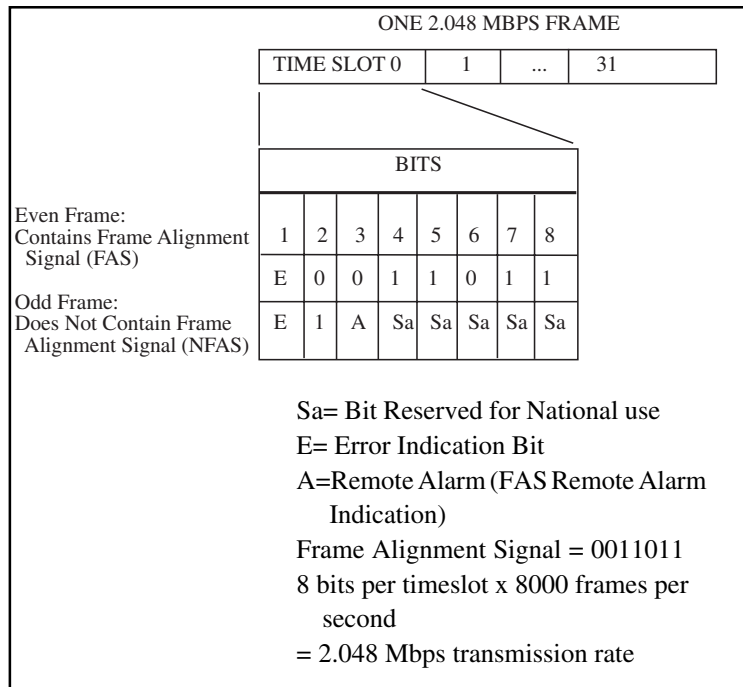 ONE 2.048 MBPS FRAME
TIME SLOT 0 1 ... 31
BITS
Even Frame:
Contains Frame Alignment
Signal (FAS)
1 2 3 4 5 6 7 8
E 0 0 1 1 0 1 1
Odd Frame:
Does Not Contain Frame
Alignment Signal (NFAS)
E 1 A Sa Sa Sa Sa Sa
Sa= Bit Reserved for National use
E= Error Indication Bit
A=Remote Alarm (FAS Remote Alarm
Indication)
Frame Alignment Signal = 0011011
8 bits per timeslot x 8000 frames per
second
= 2.048 Mbps transmission rate